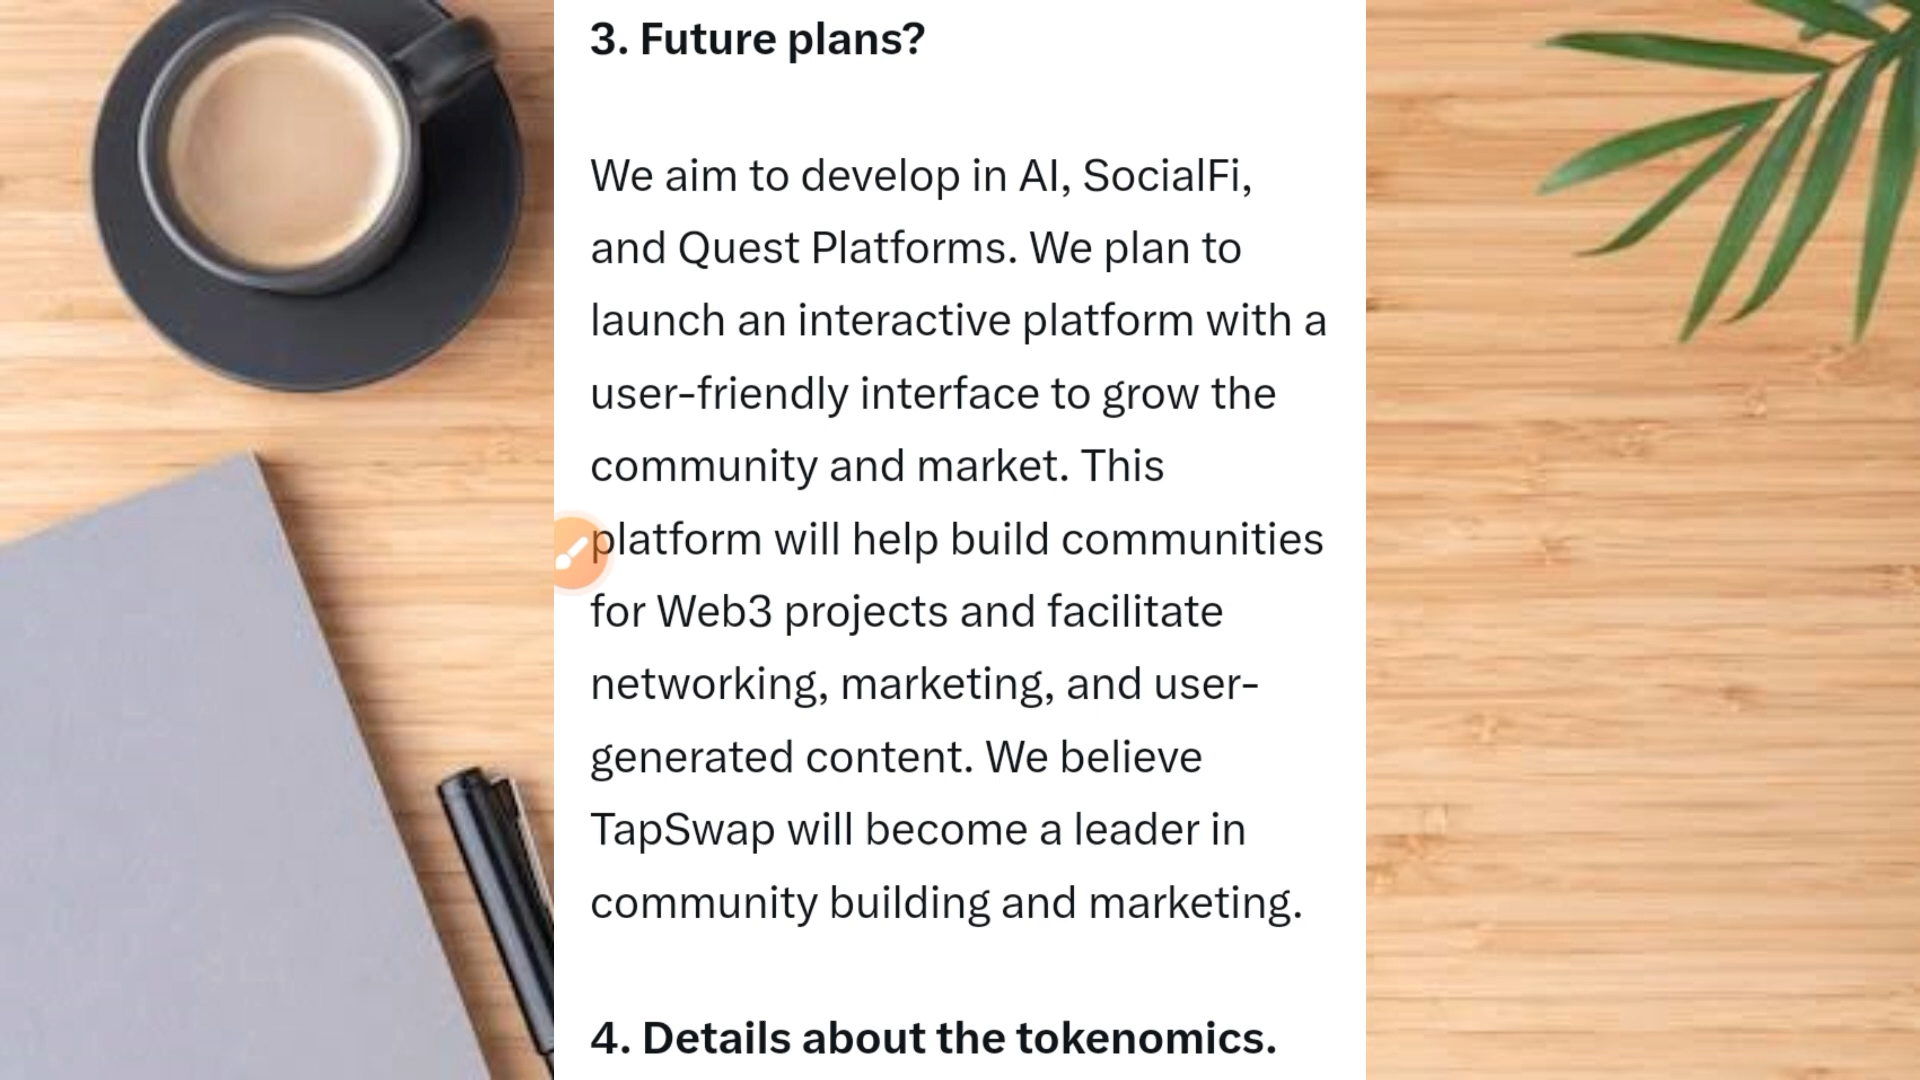 3. Future plans?
We aim to develop in AI, SocialFi,
and Quest Platforms. We plan to
launch an interactive platform with a
user-friendly interface to grow the
community and market. This
platform will help build communities
for Web3 projects and facilitate
networking, marketing, and user-
generated content. We believe
TapSwap will become a leader in
community building and marketing.
4. Details about the tokenomics.